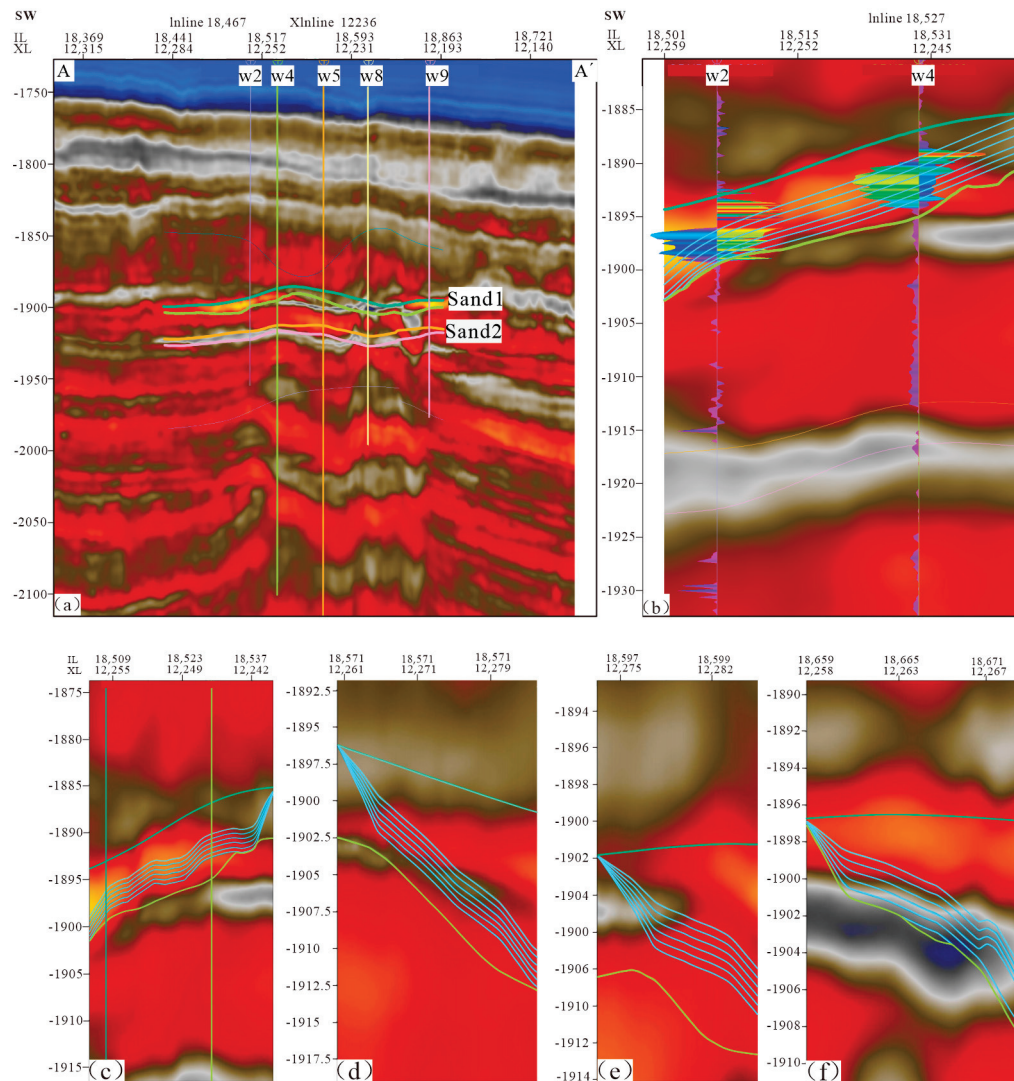 SW
Inline 18,467 XInline 12236
IL 18,369 18,441 18,517 18,593 18,863 18,721
XL 12,315 12,284 12,252 12,231 12,193 12,140
A w2 w4 w5 w8 w9 A´
-1750
-1800
-1850
-1900
-1950
-2000
-2050
-2100
Sand1
Sand2
(a)
SW
Inline 18,527
IL 18,501 18,515 18,531
XL 12,259 12,252 12,245
w2 w4
-1885
-1890
-1895
-1900
-1905
-1910
-1915
-1920
-1925
-1930
(b)
IL 18,509 18,523 18,537
XL 12,255 12,249 12,242
-1875
-1880
-1885
-1890
-1895
-1900
-1905
-1910
-1915
(c)
18,571 18,571 18,571
12,261 12,271 12,279
-1892.5
-1895
-1897.5
-1900
-1902.5
-1905
-1907.5
-1910
-1912.5
-1915
-1917.5
(d)
18,597 18,599
12,275 12,282
-1894
-1896
-1898
-1900
-1902
-1904
-1900
-1906
-1910
-1912
-1914
(e)
18,659 18,665 18,671
12,258 12,263 12,267
-1890
-1892
-1894
-1896
-1898
-1900
-1902
-1904
-1906
-1908
-1910
(f)